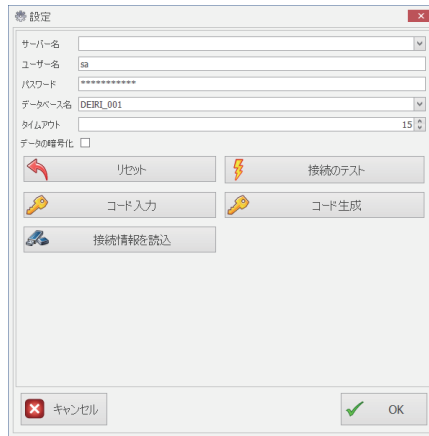 設定
サーバー名
ユーザー名 sa
パスワード ***********
データベース名 DEIRI_001
タイムアウト 15
データの暗号化
リセット 接続のテスト
コード入力 コード生成
接続情報を読込
キャンセル OK